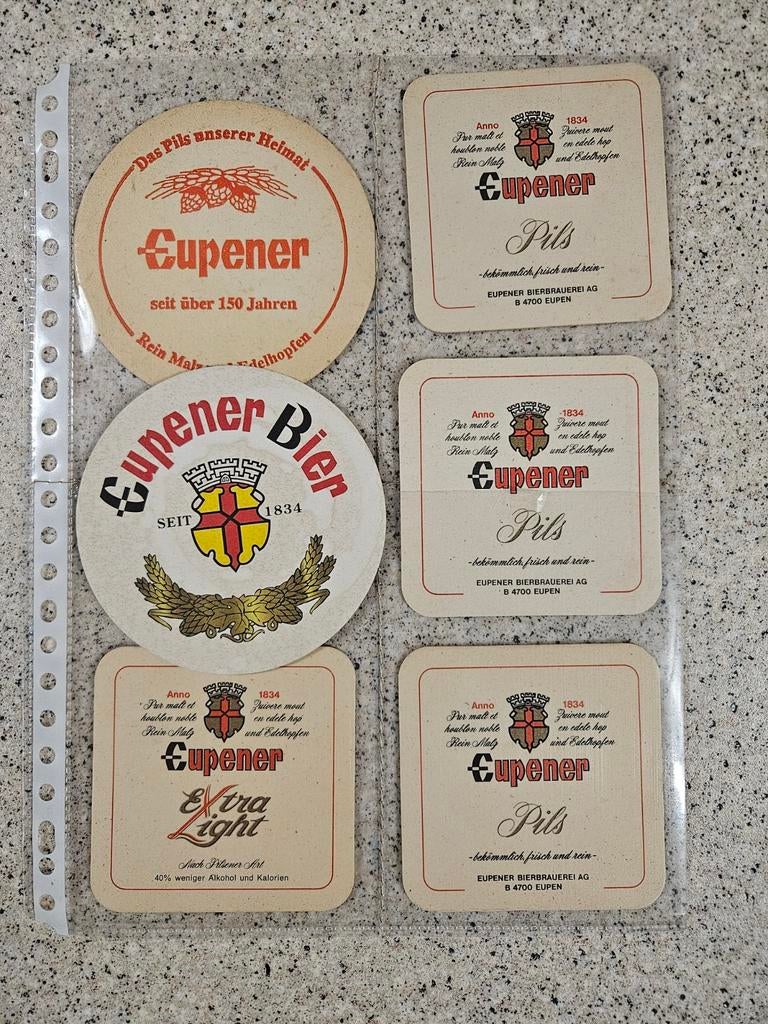 Das Pils unserer Heimat
Eupener
seit über 150 Jahren
Rein Malz Edelhopfen
Eupener Bier
SEIT 1834
Anno 1834
Pur malt et Zuivere mout
houblon noble en edele hop
Rein Malz und Edelhopfen
Eupener
Extra
Light
Nach Pilsener Art
40% weniger Alkohol und Kalorien
Anno 1834
Pur malt et Zuivere mout
houblon noble en edele hop
Rein Malz und Edelhopfen
Eupener
Pils
-bekömmlich, frisch und rein-
EUPENER BIERBRAUEREI AG
B 4700 EUPEN
Anno 1834
Pur malt et Zuivere mout
houblon noble en edele hop
Rein Malz und Edelhopfen
Eupener
Pils
-bekömmlich, frisch und rein-
EUPENER BIERBRAUEREI AG
B 4700 EUPEN
Anno 1834
Pur malt et Zuivere mout
houblon noble en edele hop
Rein Malz und Edelhopfen
Eupener
Pils
-bekömmlich, frisch und rein-
EUPENER BIERBRAUEREI AG
B 4700 EUPEN